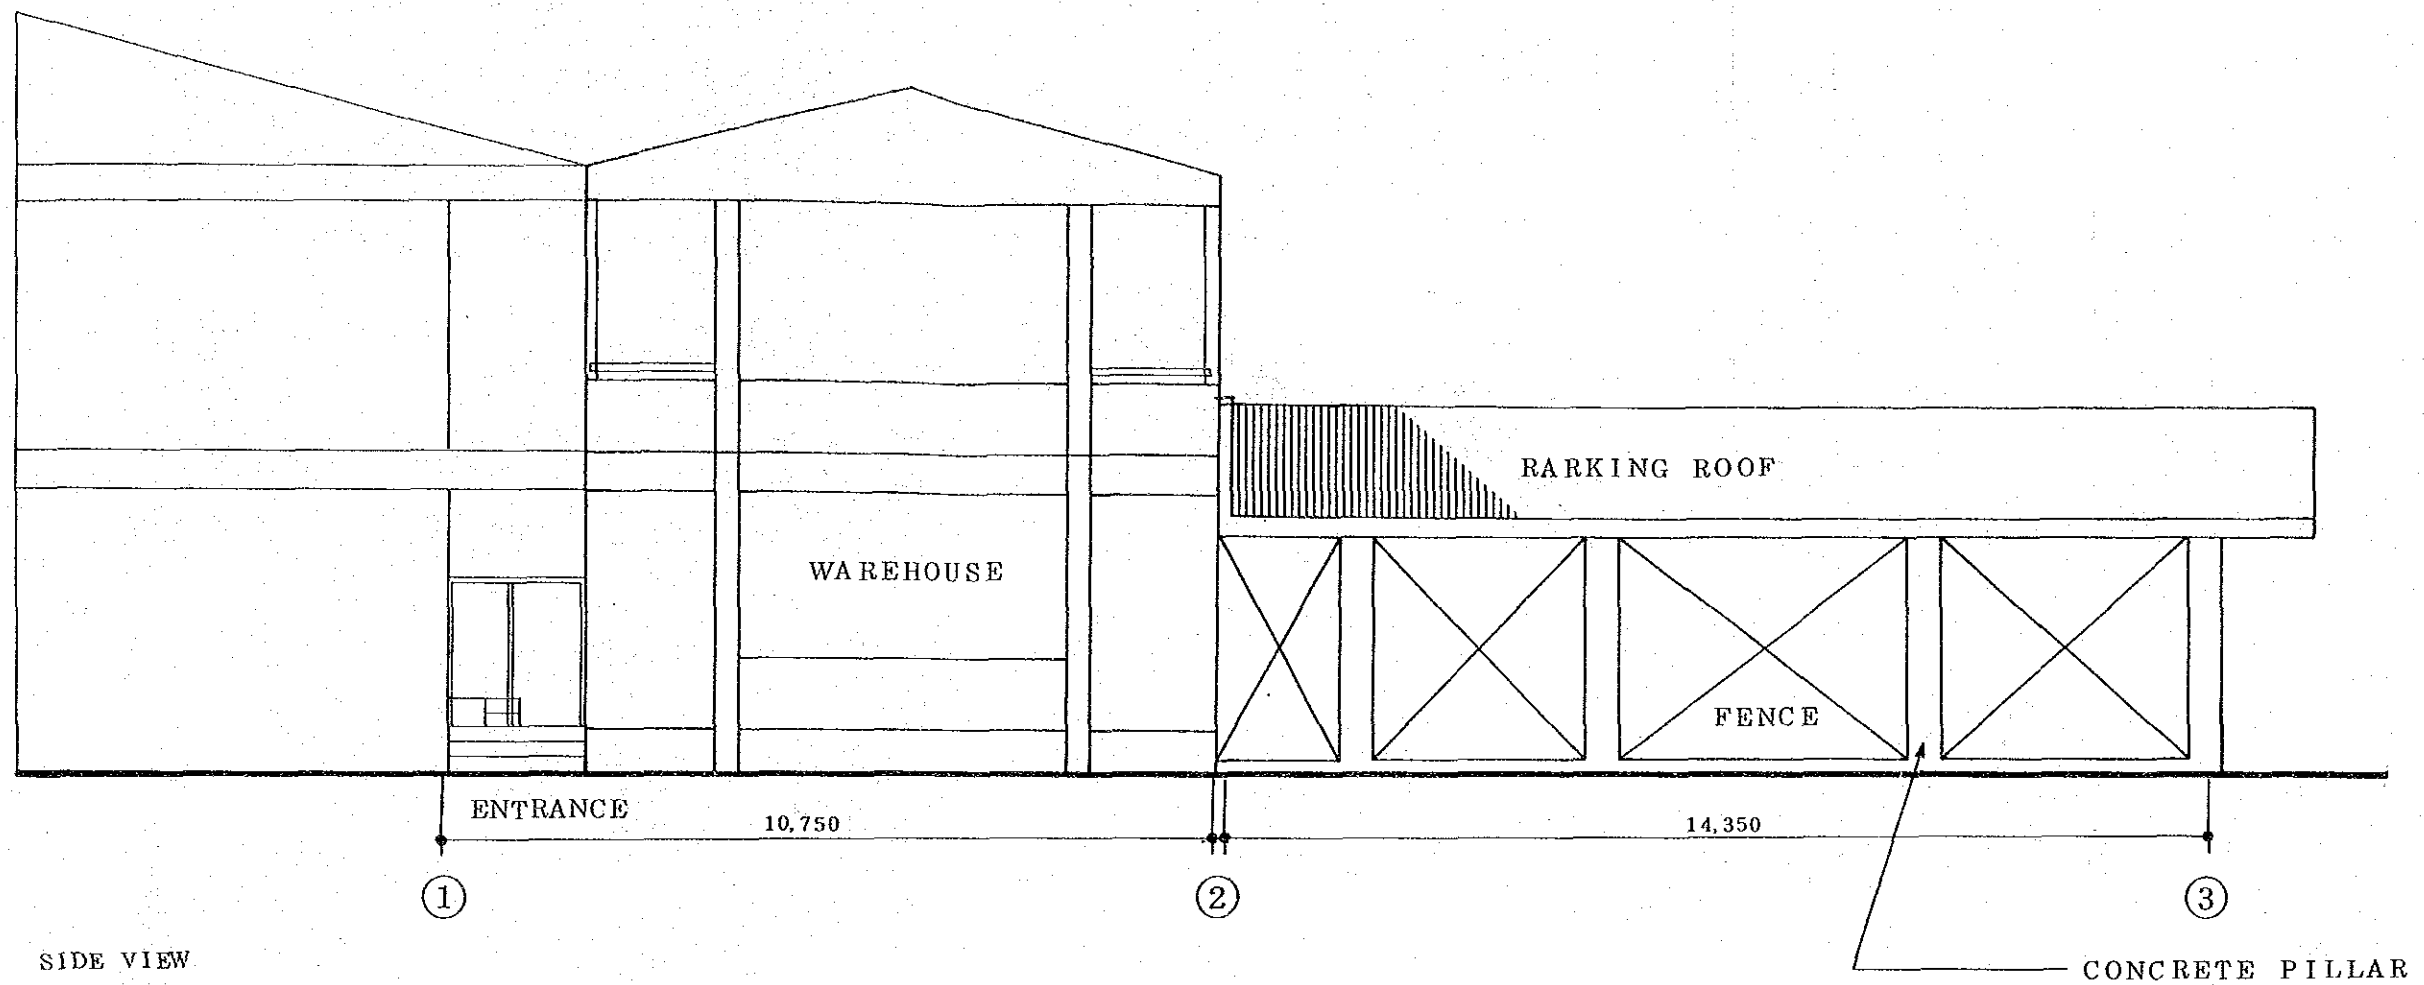 RARKING ROOF
WAREHOUSE
FENCE
ENTRANCE
10,750
14,350
1
2
3
SIDE VIEW
CONCRETE PILLAR